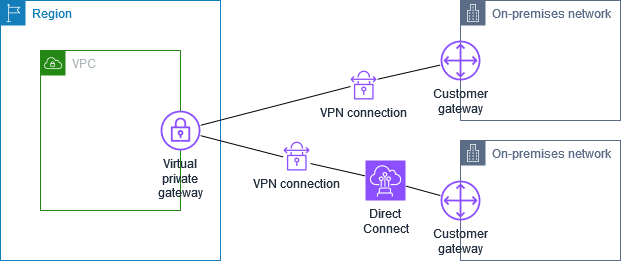 Region
VPC
Virtual
private
gateway
VPN connection
VPN connection
Direct
Connect
On-premises network
Customer
gateway
On-premises network
Customer
gateway